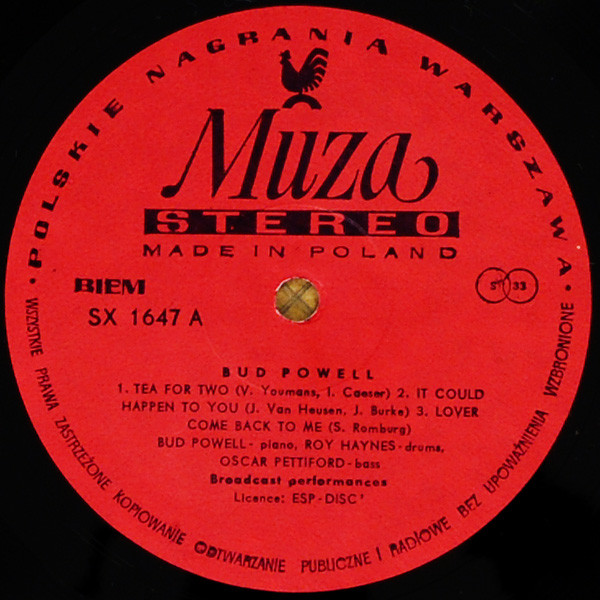 • POLSKIE NAGRANIA WARSZAWA •
Muza
STEREO
MADE IN POLAND
BIEM
SX 1647 A
ST 33
BUD POWELL
1. TEA FOR TWO (V. Youmans, I. Caeser) 2. IT COULD
HAPPEN TO YOU (J. Van Heusen, J. Burke) 3. LOVER
COME BACK TO ME (S. Romburg)
BUD POWELL - piano, ROY HAYNES - drums,
OSCAR PETTIFORD - bass
Broadcast performances
Licence: ESP-DISC'
WSZYSTKIE PRAWA ZASTRZEŻONE KOPIOWANIE ODTWARZANIE PUBLICZNE I RADIOWE BEZ UPOWAŻNIENIA WZBRONIONE